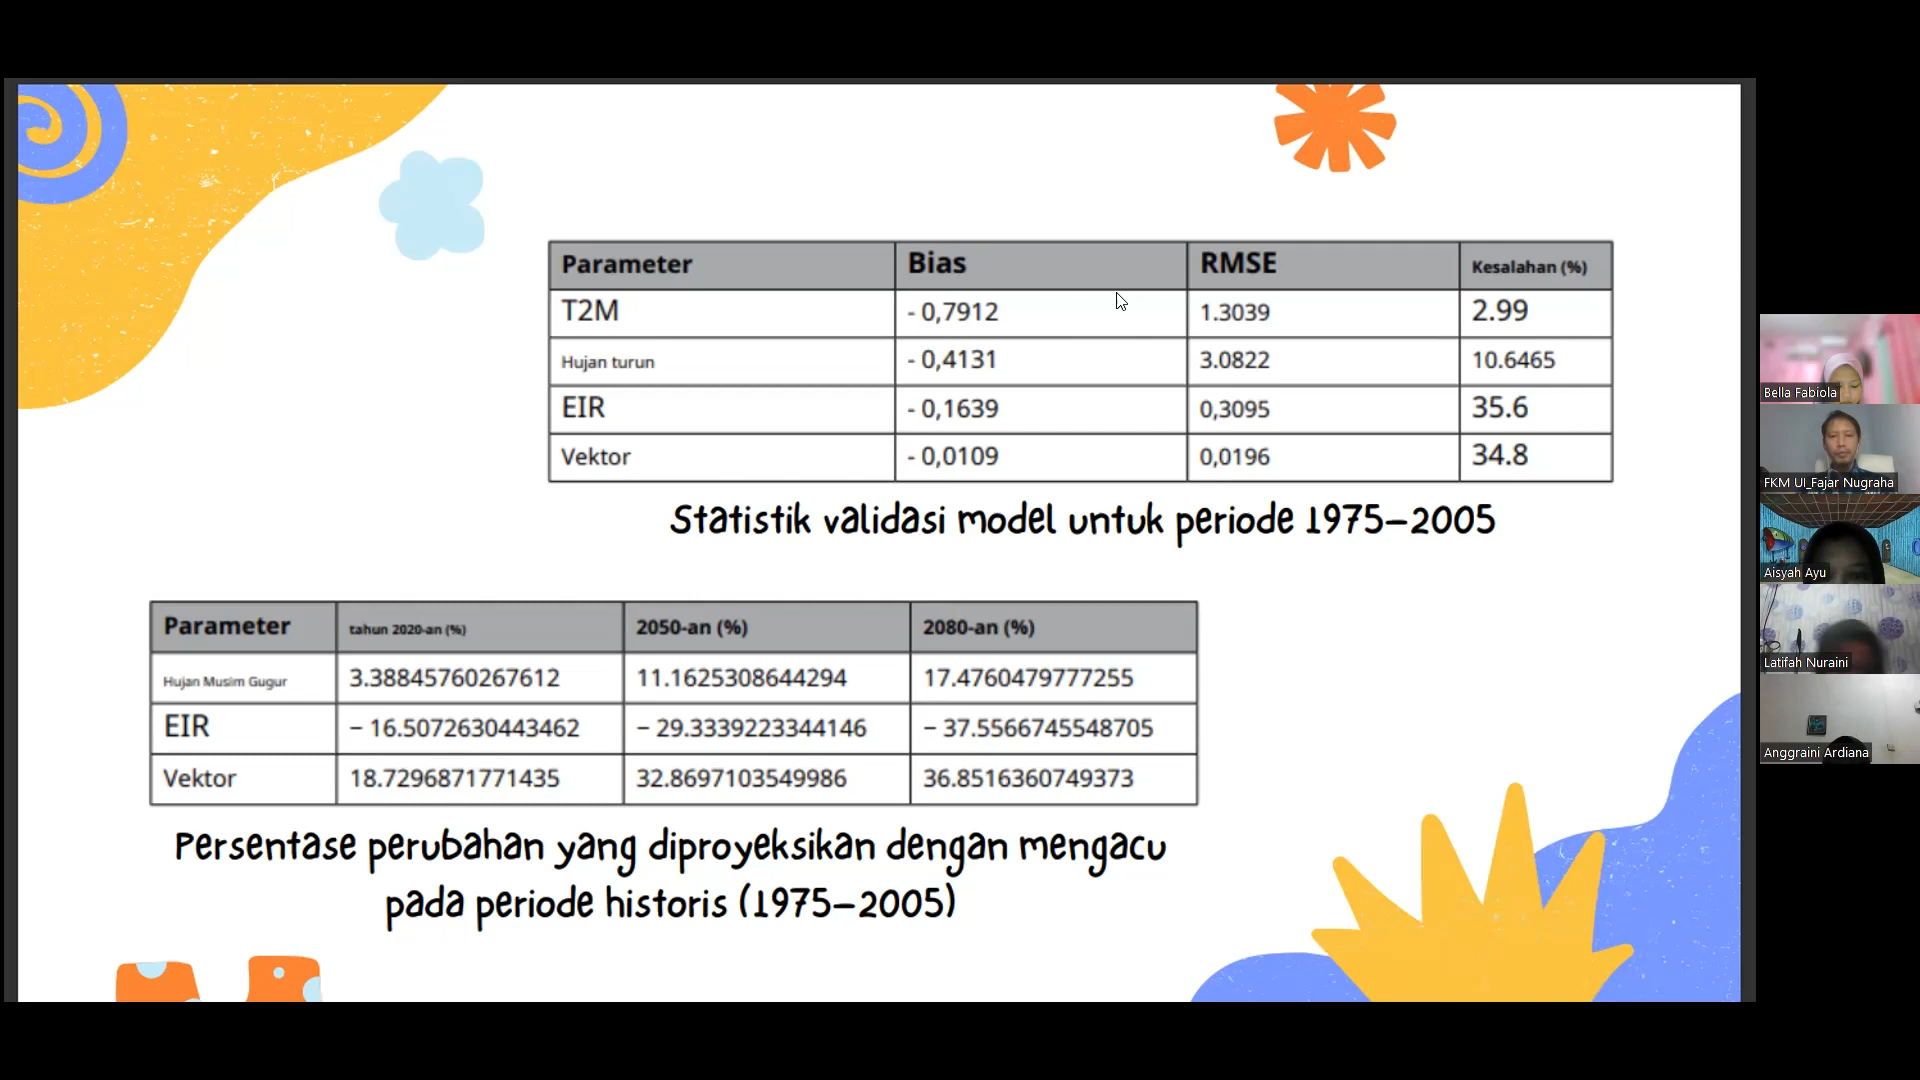 Parameter Bias RMSE Kesalahan (%)
T2M - 0,7912 1.3039 2.99
Hujan turun - 0,4131 3.0822 10.6465
EIR - 0,1639 0,3095 35.6
Vektor - 0,0109 0,0196 34.8
Statistik validasi model untuk periode 1975–2005
Parameter tahun 2020-an (%) 2050-an (%) 2080-an (%)
Hujan Musim Gugur 3.38845760267612 11.1625308644294 17.4760479777255
EIR − 16.5072630443462 − 29.3339223344146 − 37.5566745548705
Vektor 18.7296871771435 32.8697103549986 36.8516360749373
Persentase perubahan yang diproyeksikan dengan mengacu
pada periode historis (1975–2005)
Bella Fabiola
FKM UI_Fajar Nugraha
Aisyah Ayu
Latifah Nuraini
Anggraini Ardiana